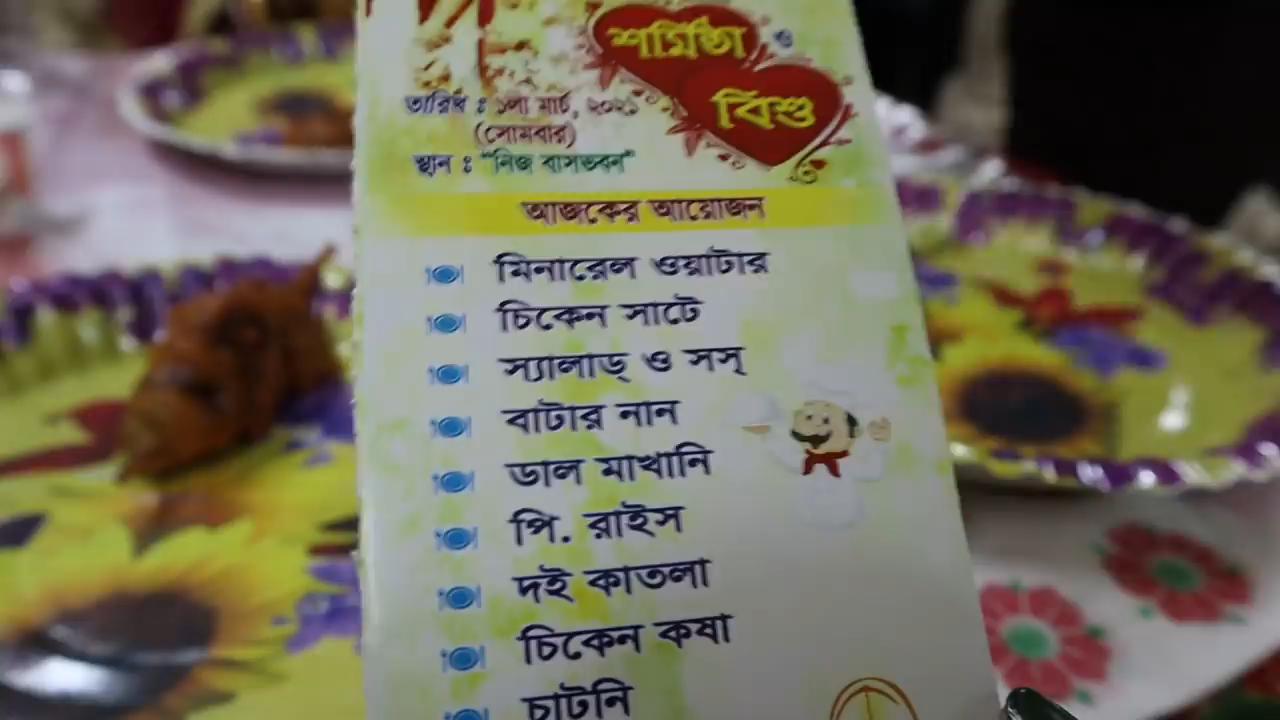 শর্মিষ্ঠা ও
বিশু
তারিখ ঃ ১লা মার্চ, ২০২১
(সোমবার)
স্থান ঃ "নিজ বাসভবন"
আজকের আয়োজন
মিনারেল ওয়াটার
চিকেন সাটে
স্যালাড্ ও সস্
বাটার নান
ডাল মাখানি
পি. রাইস
দই কাতলা
চিকেন কষা
চাটনি